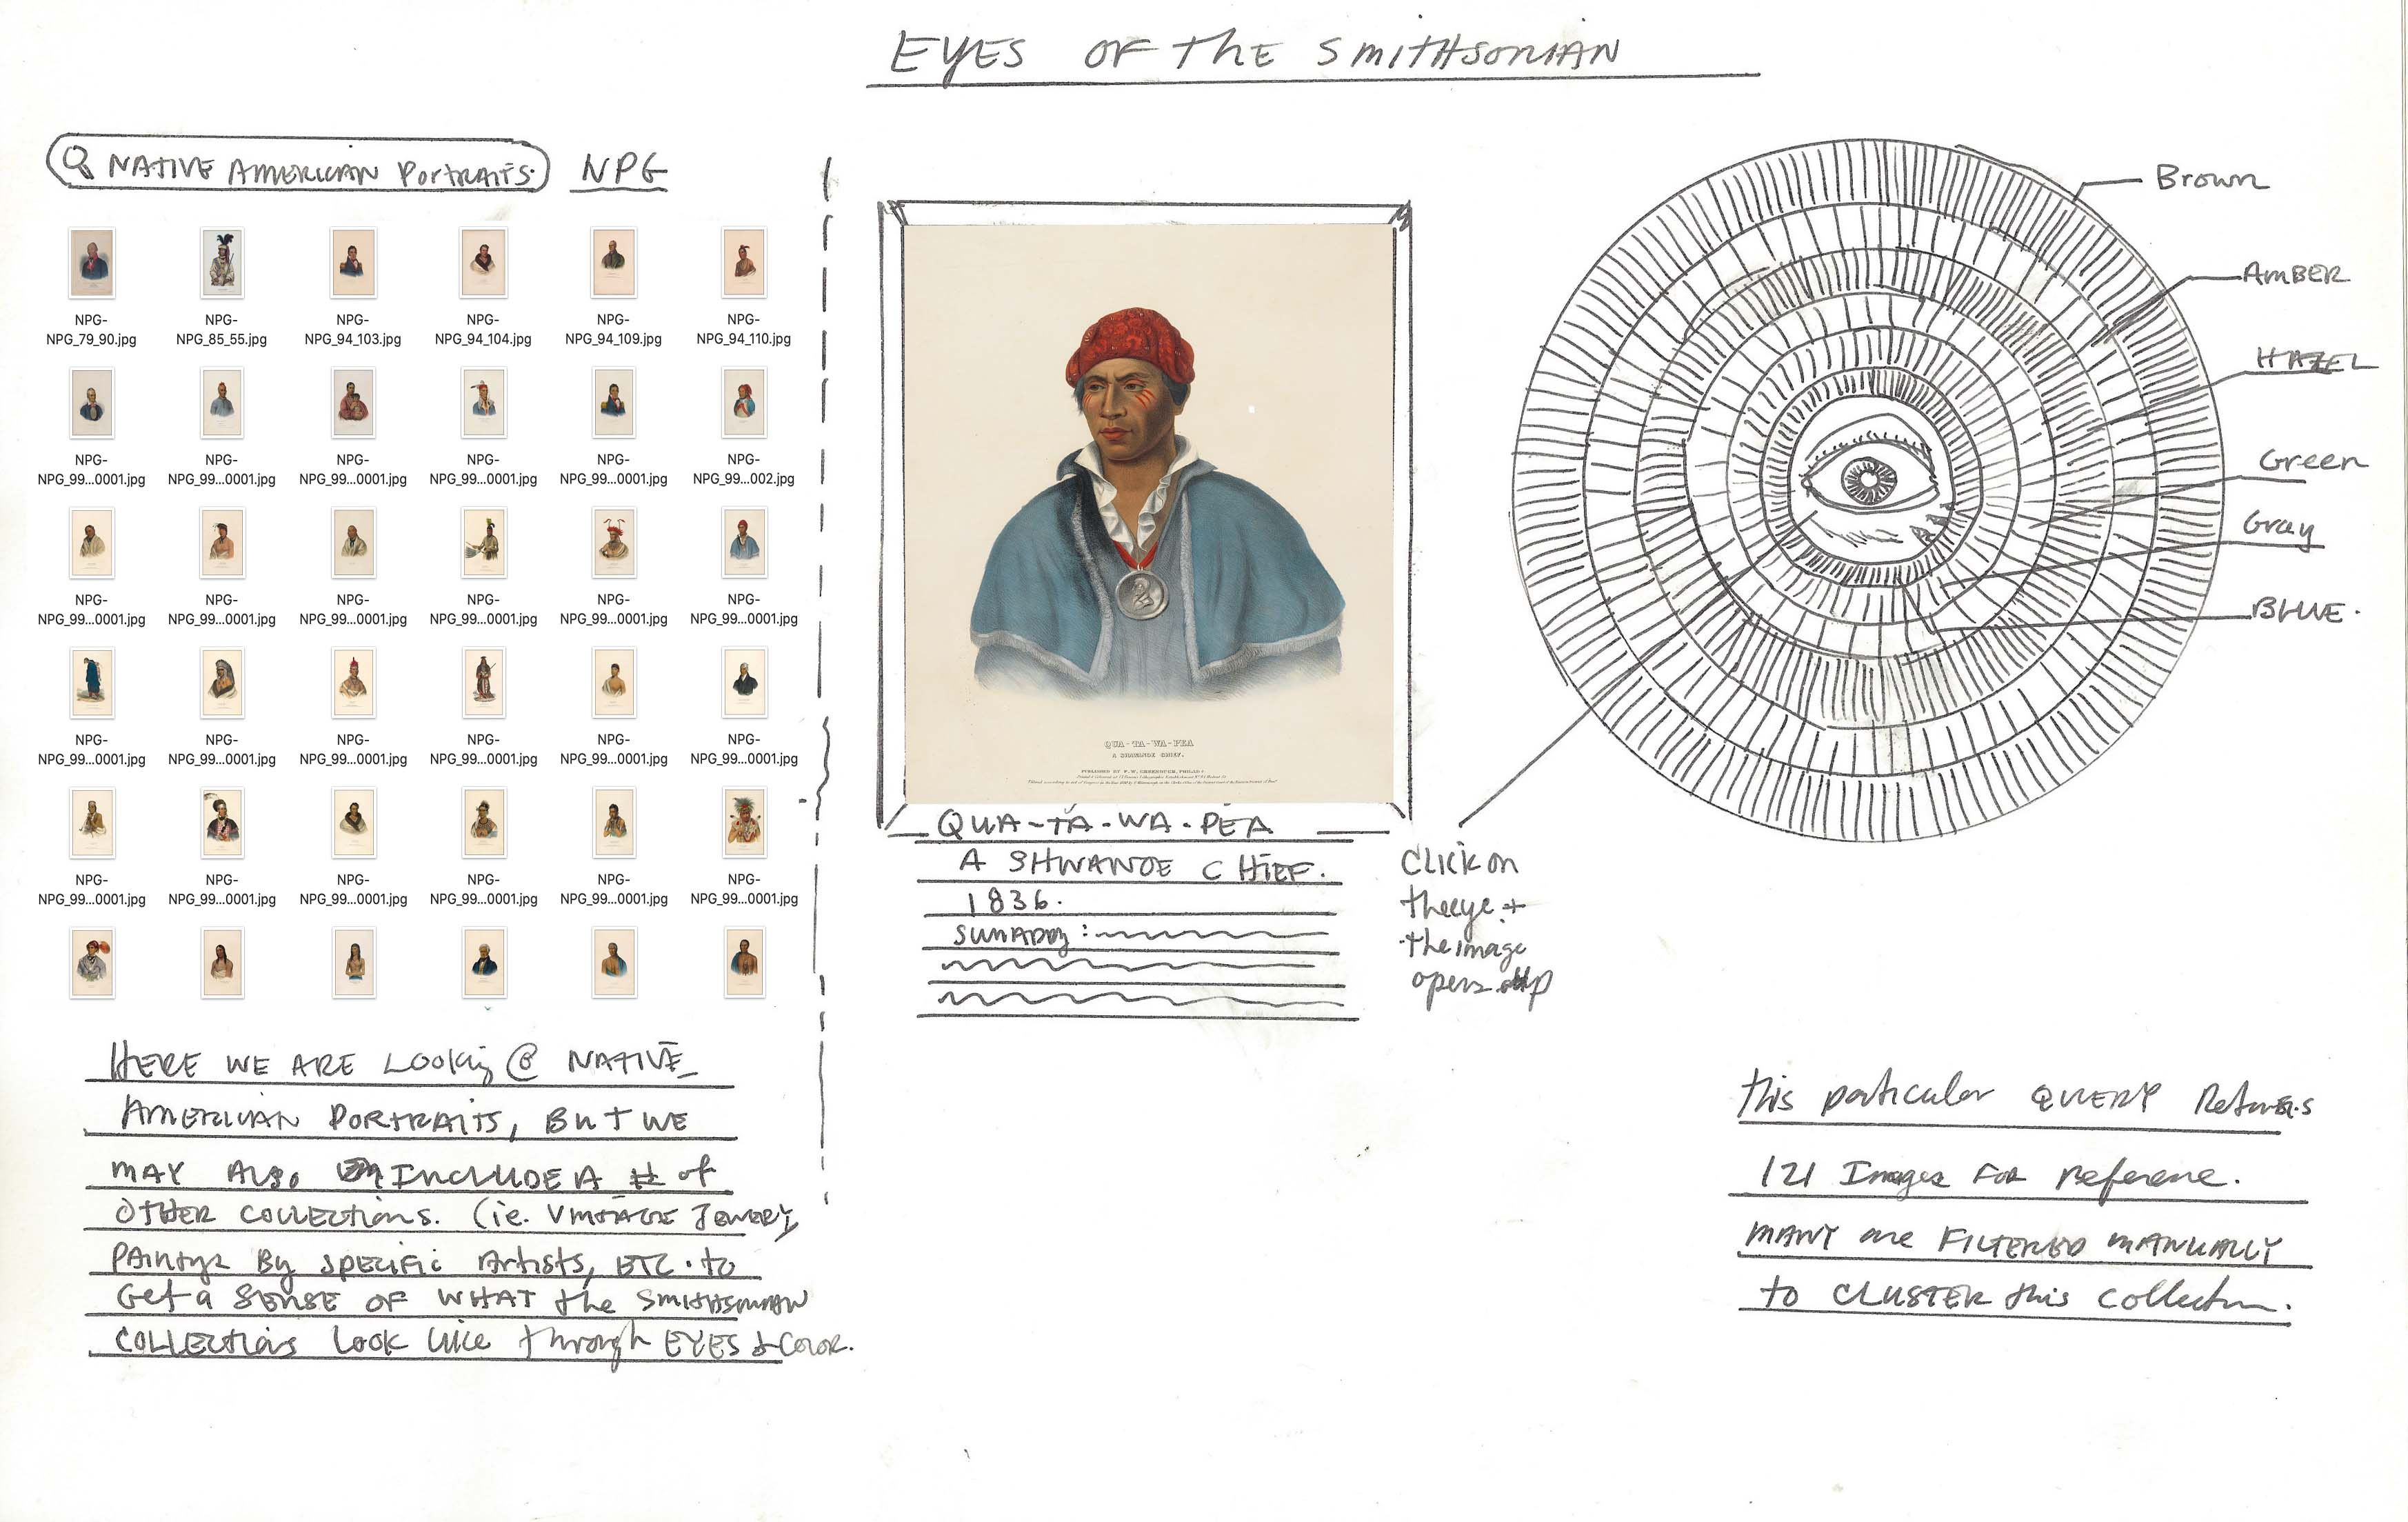 EYES OF THE SMITHSONIAN
NATIVE AMERICAN PORTRAITS. NPG
NPG- NPG- NPG- NPG- NPG- NPG-
NPG_79_90.jpg NPG_85_55.jpg NPG_94_103.jpg NPG_94_104.jpg NPG_94_109.jpg NPG_94_110.jpg
NPG- NPG- NPG- NPG- NPG- NPG-
NPG_99...0001.jpg NPG_99...0001.jpg NPG_99...0001.jpg NPG_99...0001.jpg NPG_99...0001.jpg NPG_99...002.jpg
NPG- NPG- NPG- NPG- NPG- NPG-
NPG_99...0001.jpg NPG_99...0001.jpg NPG_99...0001.jpg NPG_99...0001.jpg NPG_99...0001.jpg NPG_99...0001.jpg
NPG- NPG- NPG- NPG- NPG- NPG-
NPG_99...0001.jpg NPG_99...0001.jpg NPG_99...0001.jpg NPG_99...0001.jpg NPG_99...0001.jpg NPG_99...0001.jpg
NPG- NPG- NPG- NPG- NPG- NPG-
NPG_99...0001.jpg NPG_99...0001.jpg NPG_99...0001.jpg NPG_99...0001.jpg NPG_99...0001.jpg NPG_99...0001.jpg
HERE WE ARE Looking @ NATIVE
AMERICAN PORTRAITS, BUT WE
MAY ALSO INCLUDE A # of
OTHER COLLECTIONS. (ie. VINTAGE JEWERY,
PAINTYS By specific Artists, ETC. to
Get a SENSE OF WHAT the SMITHSONIAN
COLLECTIONS look like through EYES & COLOR.
QUA-TA-WA-PEA
A SHAWANOE CHIEF.
PUBLISHED BY F. W. GREENOUGH, PHILAD.
QUA-TA-WA-PEA
A SHWANOE CHIEF.
1836.
SUMARRY:
Click on
the eye +
the image
opens up
Brown
AMBER
HAZEL
Green
Gray
BLUE.
This particular QUERY Returns
121 Images FOR reference.
MANY are FILTERED MANUALLY
to CLUSTER this collection.